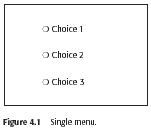 ❍ Choice 1
❍ Choice 2
❍ Choice 3
Figure 4.1 Single menu.